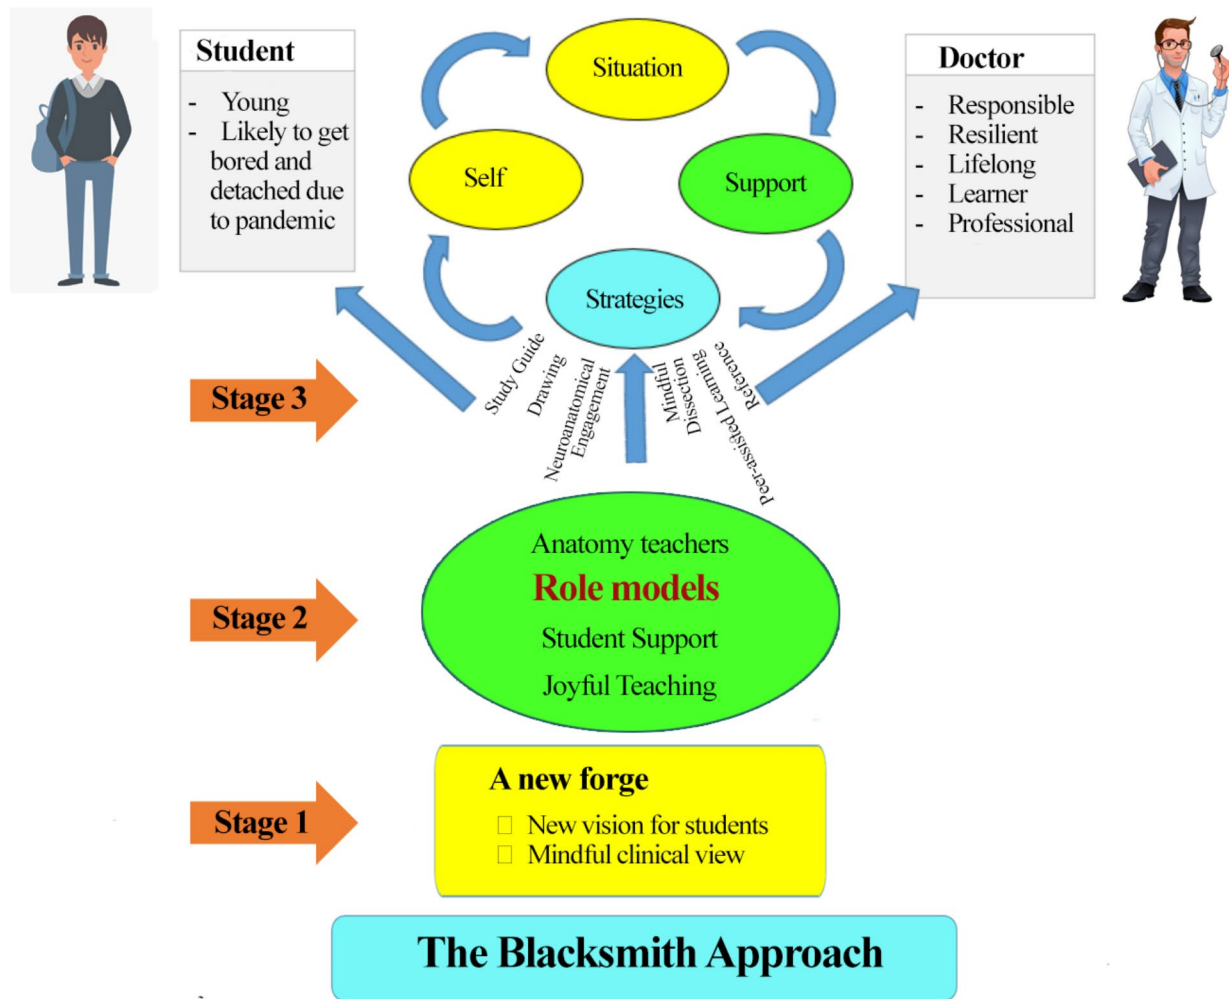 Student
- Young
- Likely to get
bored and
detached due
to pandemic
Situation
Self
Support
Strategies
Doctor
- Responsible
- Resilient
- Lifelong
- Learner
- Professional
Stage 3
Study Guide
Drawing
Neuroanatomical
Engagement
Mindful
Dissection
Peer-assisted Learning
Reference
Stage 2
Anatomy teachers
Role models
Student Support
Joyful Teaching
Stage 1
A new forge
New vision for students
Mindful clinical view
The Blacksmith Approach